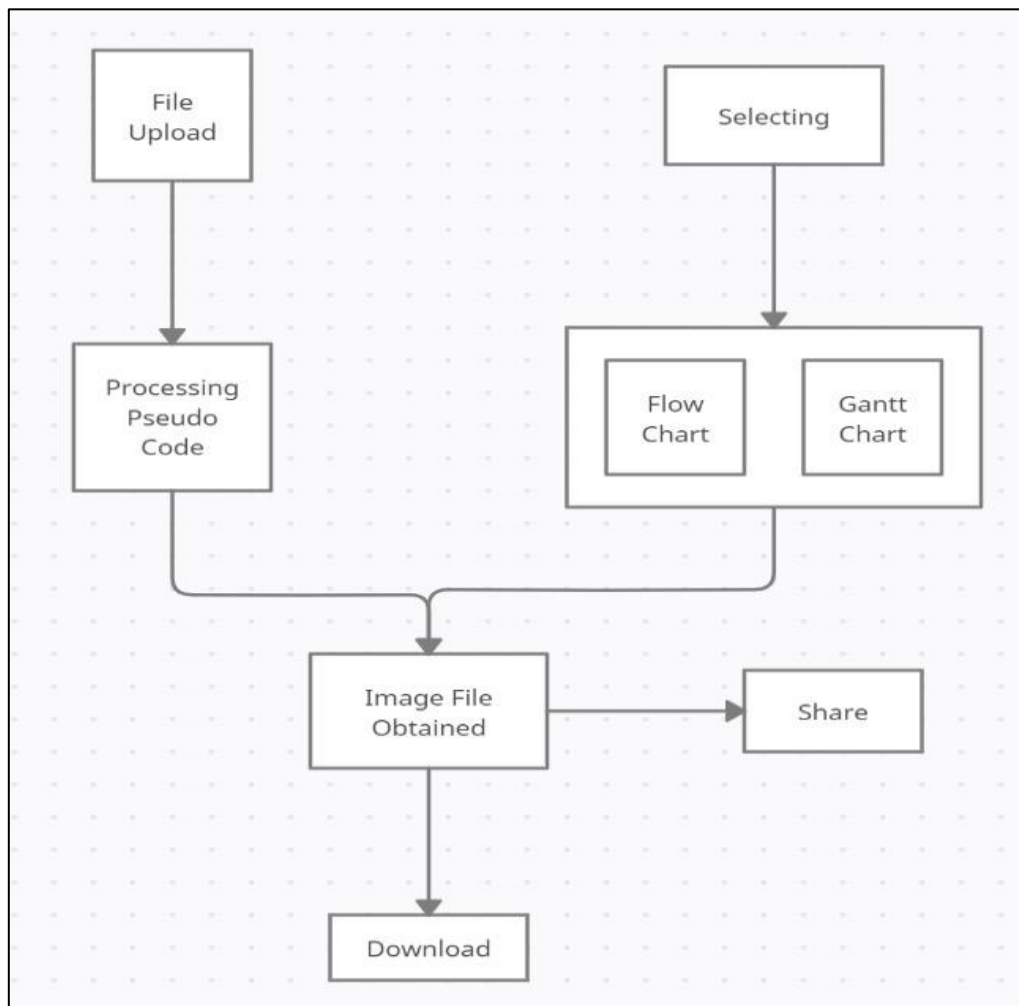 File
Upload
Selecting
Processing
Pseudo
Code
Flow
Chart
Gantt
Chart
Image File
Obtained
Share
Download